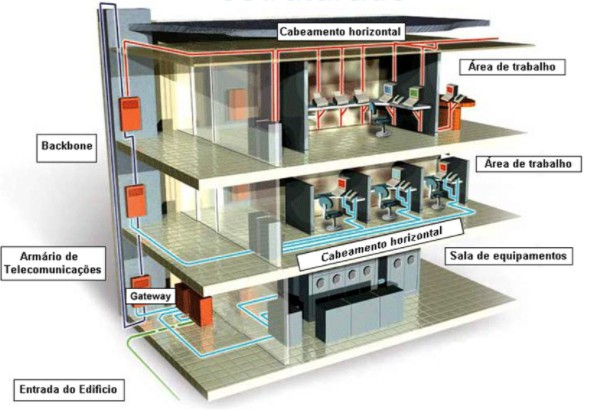 Cabeamento horizontal
Área de trabalho
Backbone
Área de trabalho
Cabeamento horizontal
Armário de
Telecomunicações
Sala de equipamentos
Gateway
Entrada do Edificio